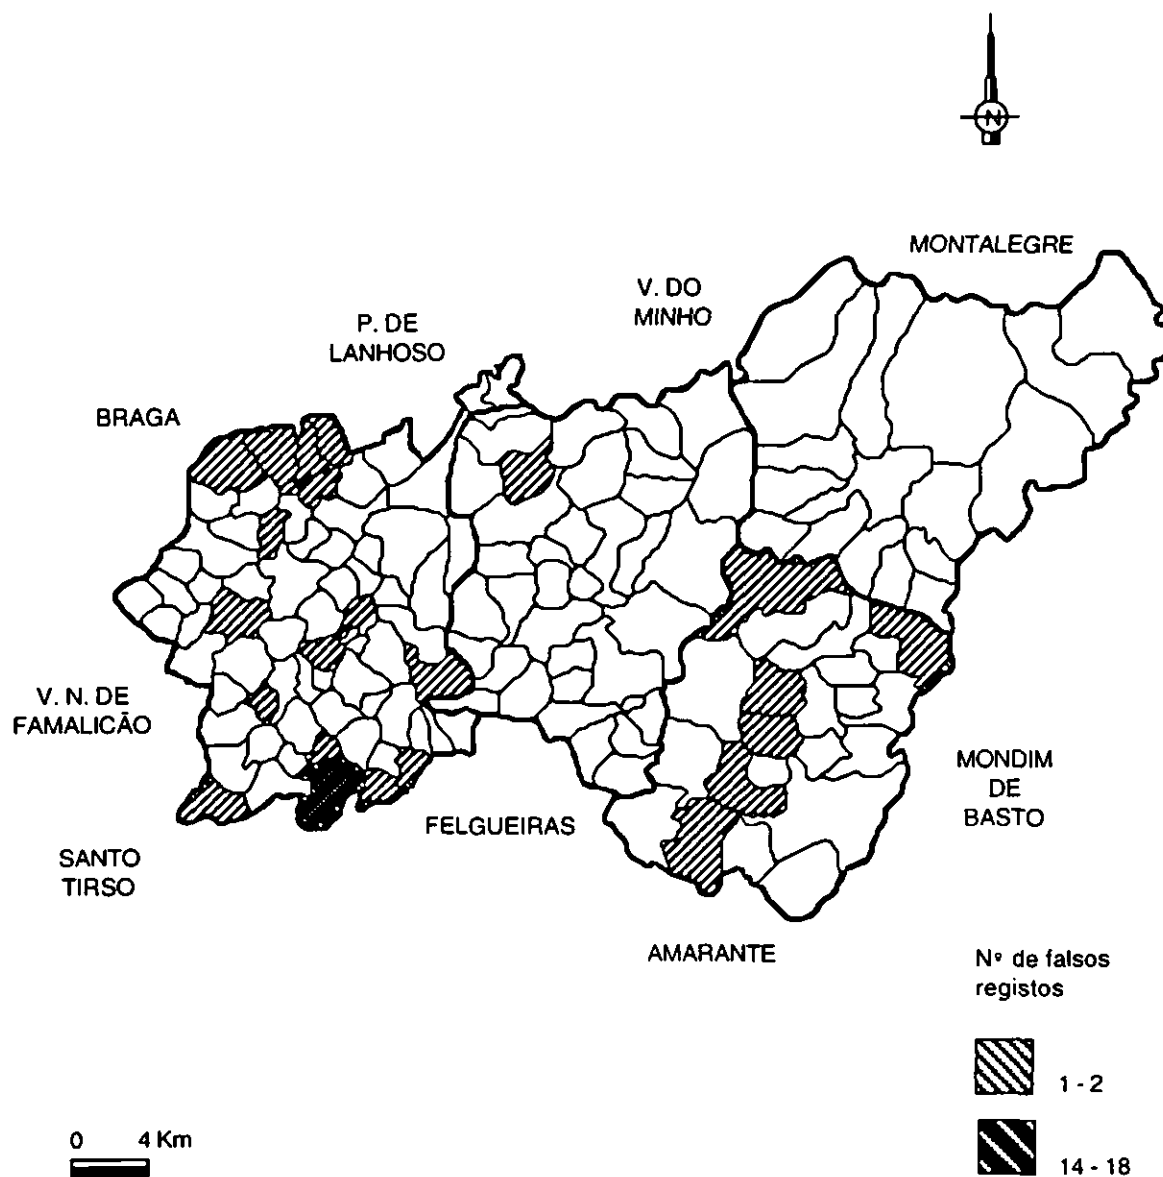 N
MONTALEGRE
V. DO
MINHO
P. DE
LANHOSO
BRAGA
V. N. DE
FAMALICÃO
MONDIM
DE
BASTO
FELGUEIRAS
SANTO
TIRSO
AMARANTE
Nº de falsos
registos
1 - 2
0 4 Km
14 - 18